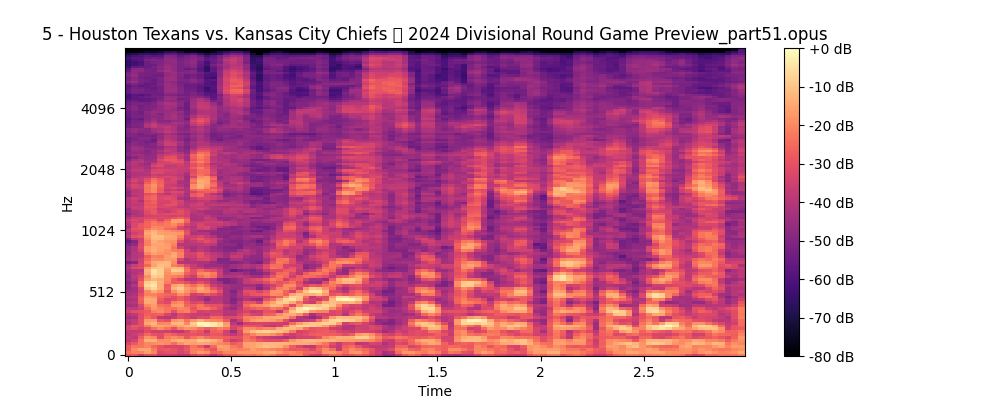 5 - Houston Texans vs. Kansas City Chiefs ▯ 2024 Divisional Round Game Preview_part51.opus
+0 dB
-10 dB
-20 dB
-30 dB
-40 dB
-50 dB
-60 dB
-70 dB
-80 dB
4096
2048
1024
512
0
Hz
0
0.5
1
1.5
2
2.5
Time